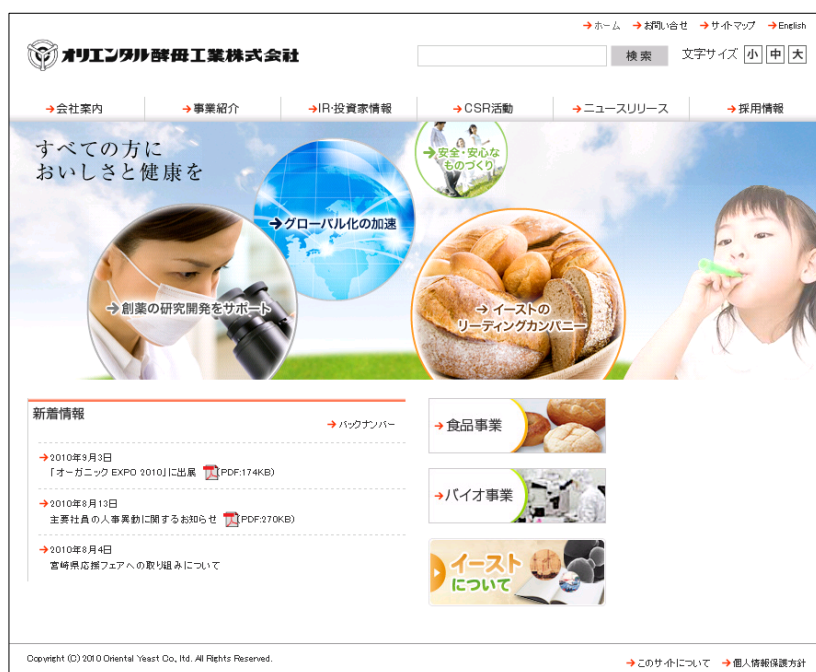 ホーム お問い合せ サイトマップ English
オリエンタル酵母工業株式会社
検索 文字サイズ 小 中 大
会社案内 事業紹介 IR・投資家情報 CSR活動 ニュースリリース 採用情報
すべての方に
おいしさと健康を
安全・安心な
ものづくり
グローバル化の加速
創薬の研究開発をサポート
イーストの
リーディングカンパニー
新着情報
バックナンバー
2010年9月3日
「オーガニック EXPO 2010」に出展 (PDF:174KB)
2010年8月13日
主要社員の人事異動に関するお知らせ (PDF:270KB)
2010年8月4日
宮崎県応援フェアへの取り組みについて
食品事業
バイオ事業
イースト
について
Copyright (C) 2010 Oriental Yeast Co., ltd. All Rights Reserved.
このサイトについて 個人情報保護方針